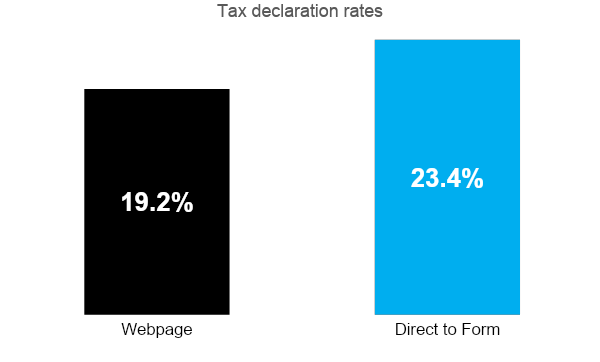 Tax declaration rates
19.2%
23.4%
Webpage
Direct to Form